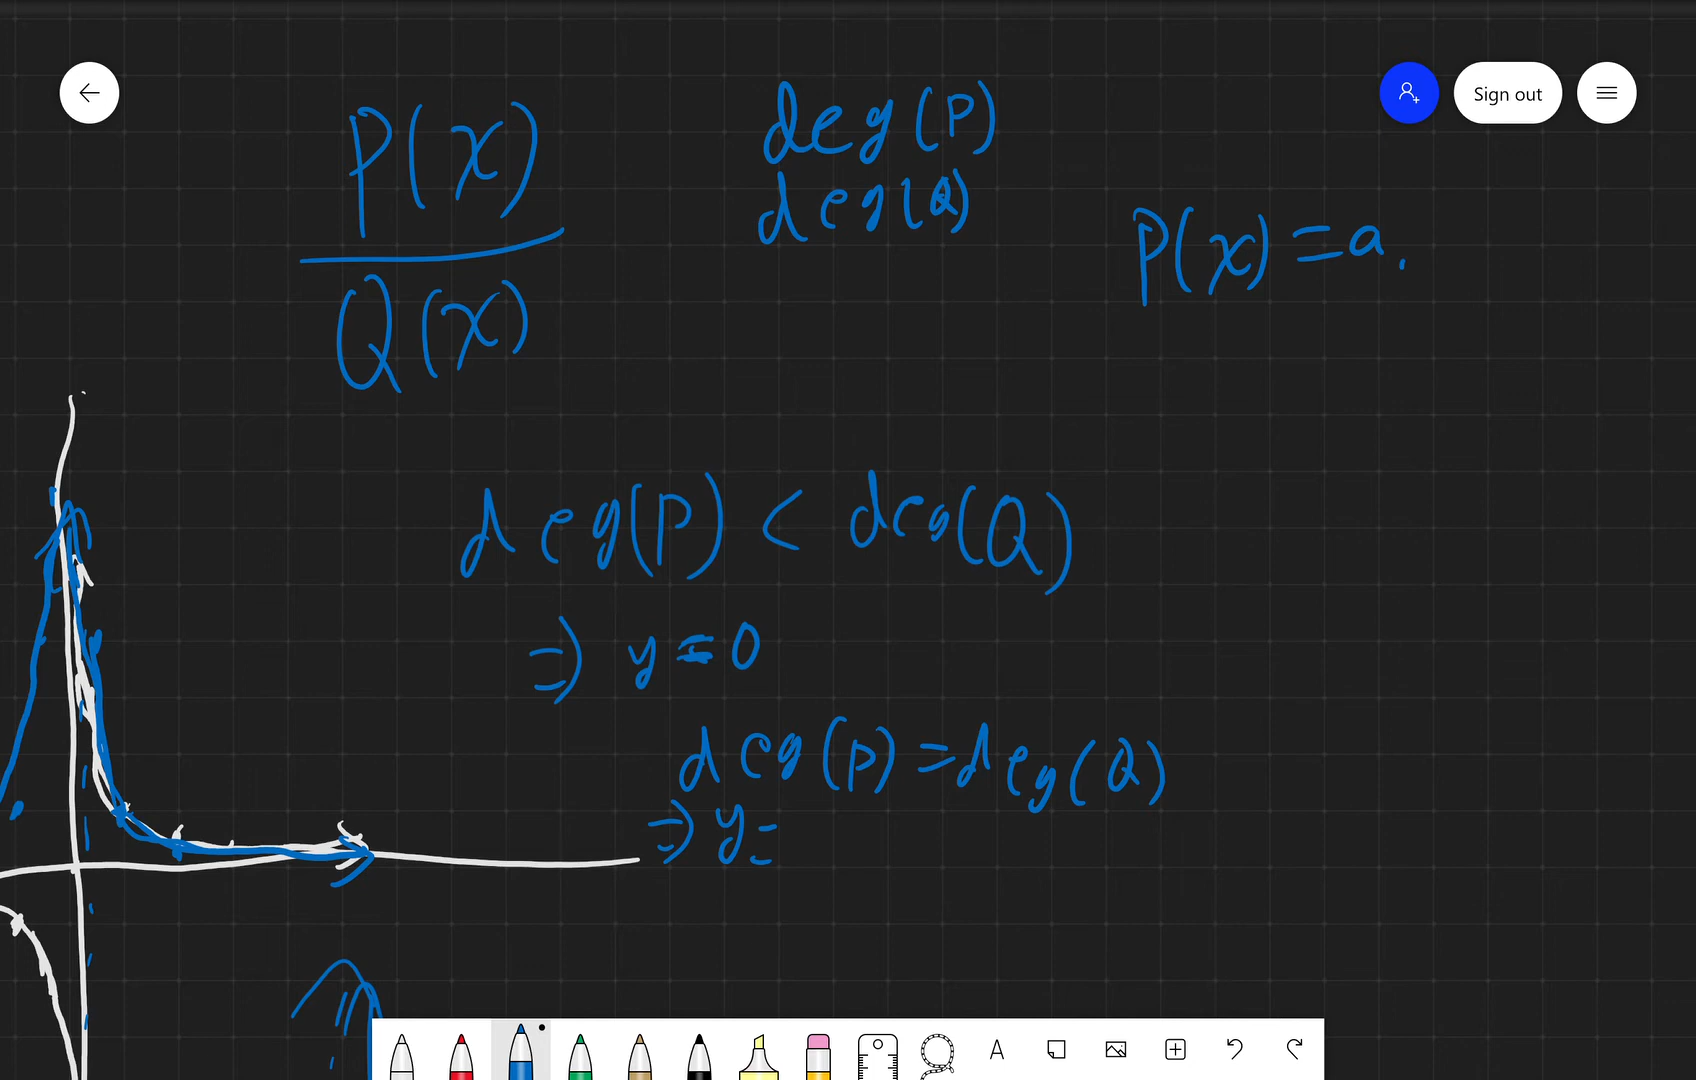 Sign out
P(x)
Q(x)
deg(P)
deg(Q)
P(x)=a.
deg(P) < deg(Q)
⇒ y = 0
deg(P)=deg(Q)
⇒ y=